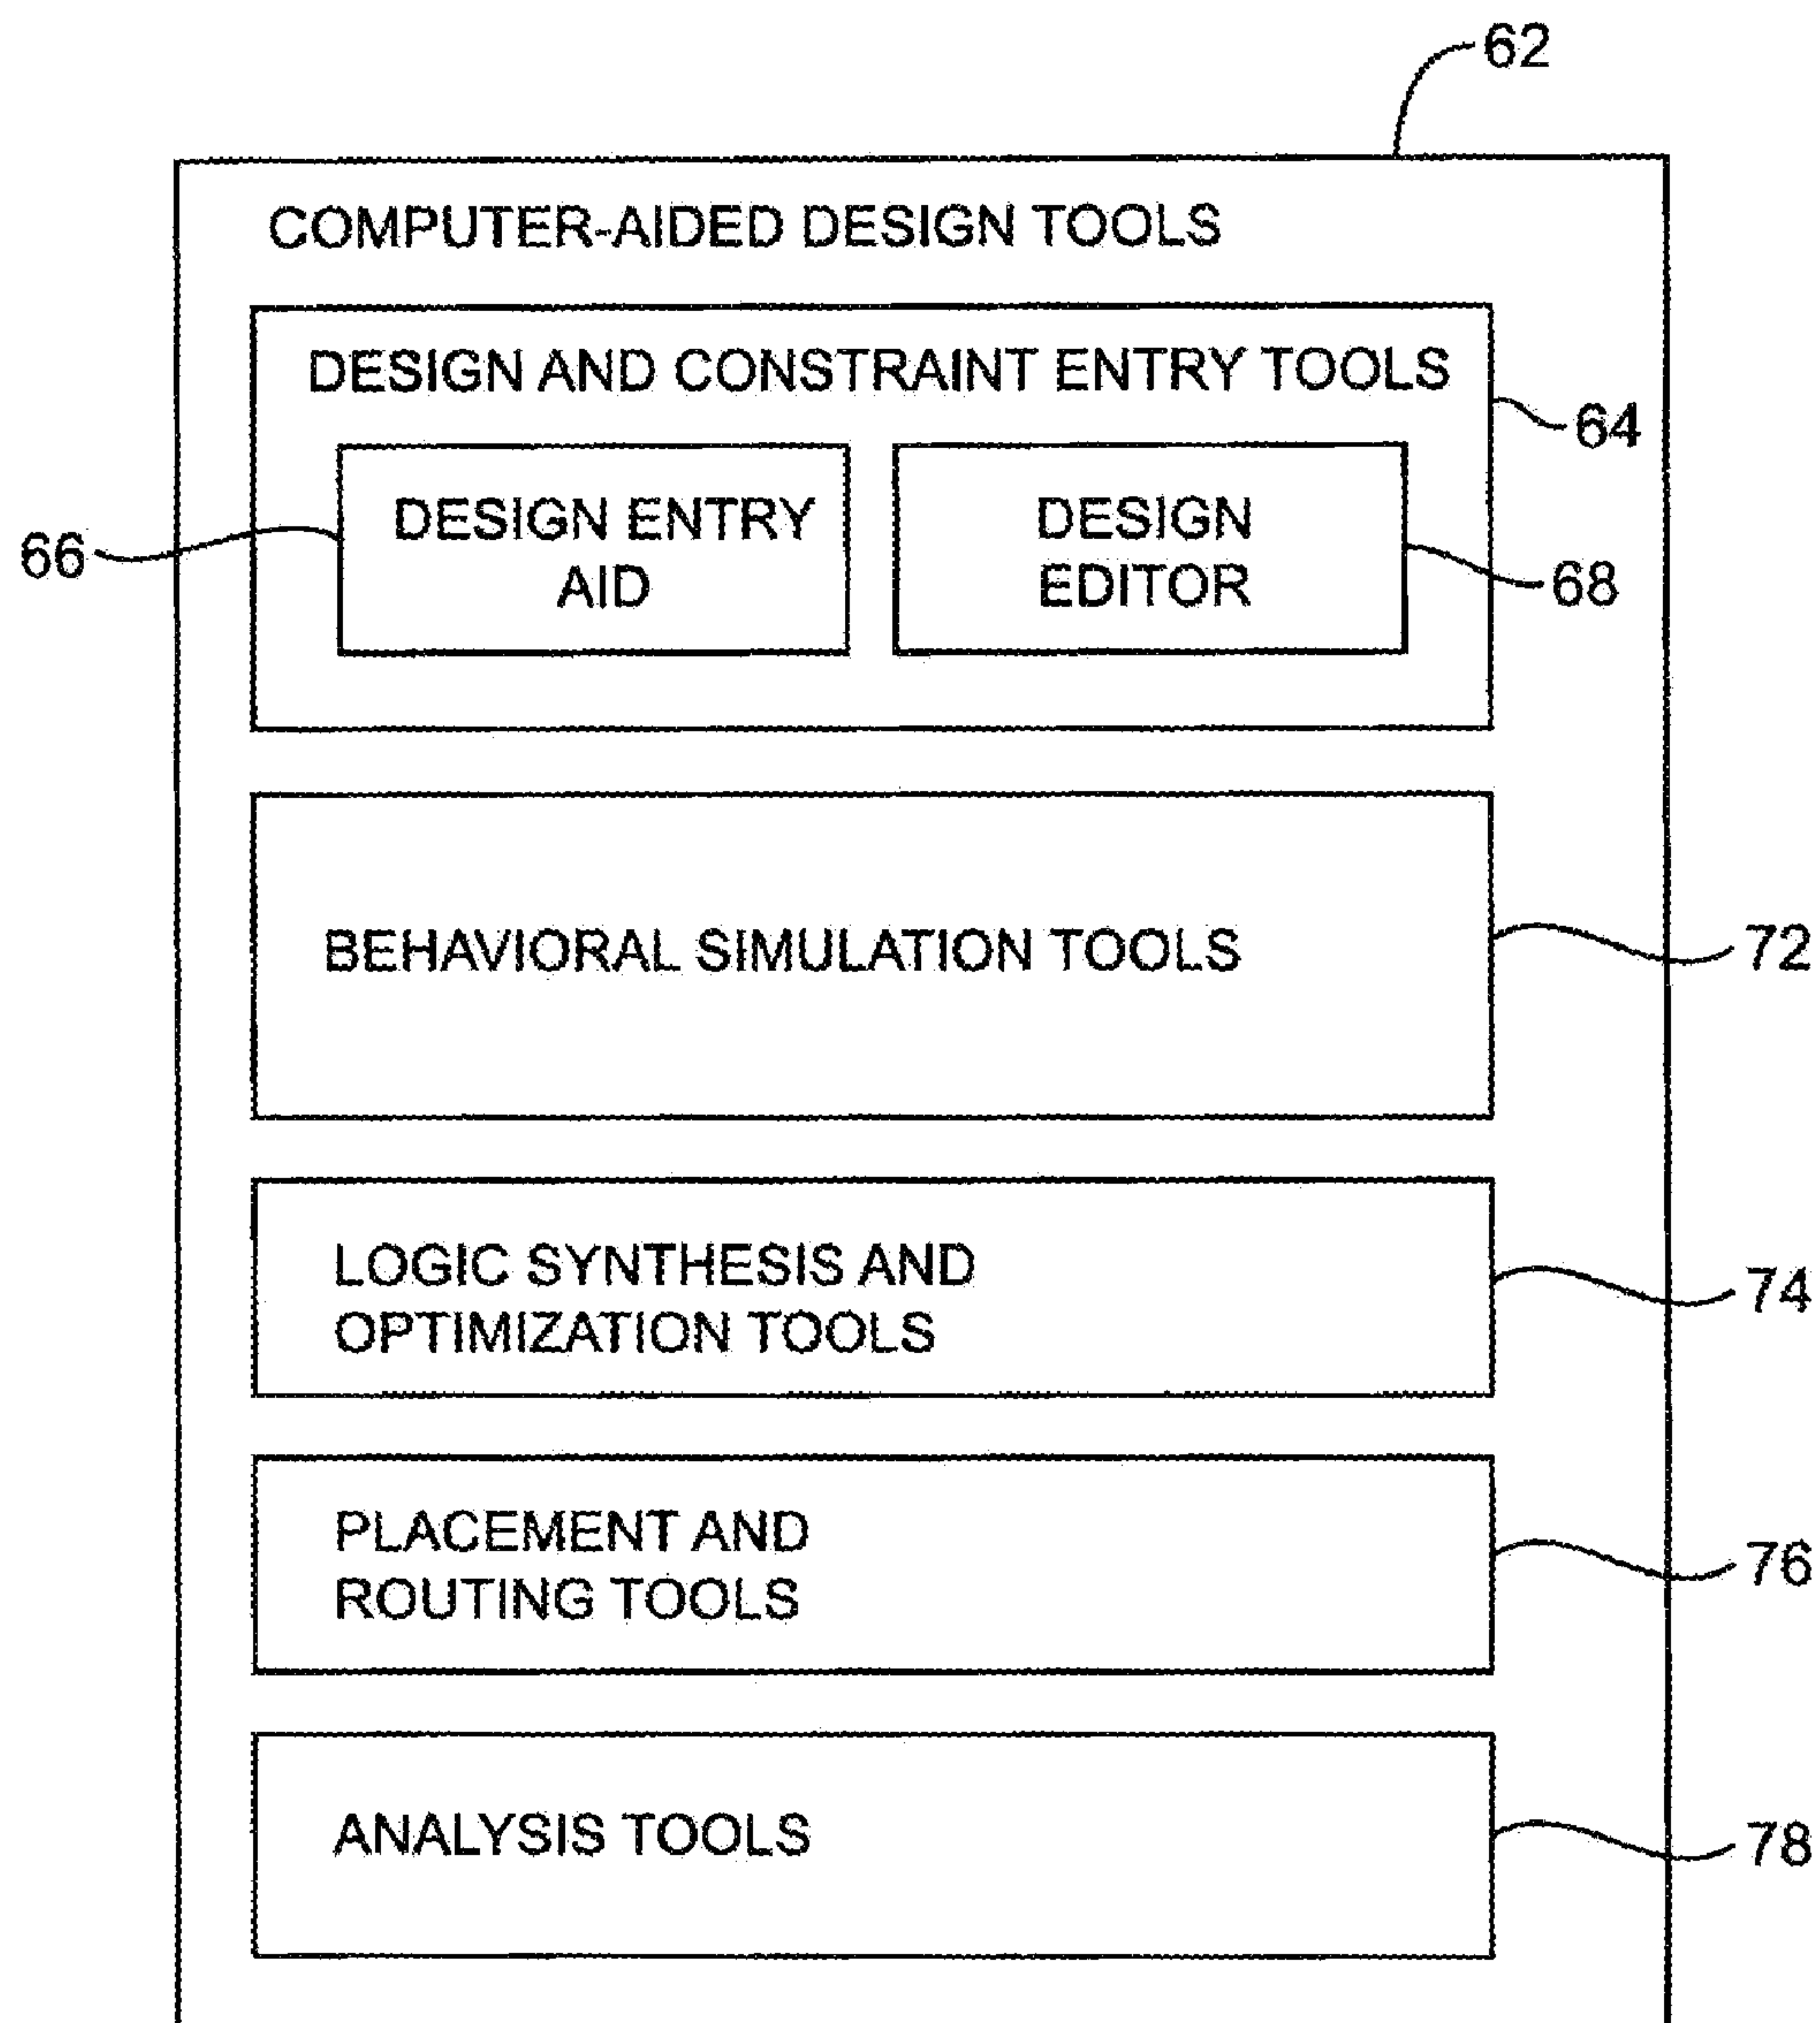 62
COMPUTER-AIDED DESIGN TOOLS
DESIGN AND CONSTRAINT ENTRY TOOLS
64
66
DESIGN ENTRY
AID
DESIGN
EDITOR
68
BEHAVIORAL SIMULATION TOOLS
72
LOGIC SYNTHESIS AND
OPTIMIZATION TOOLS
74
PLACEMENT AND
ROUTING TOOLS
76
ANALYSIS TOOLS
78